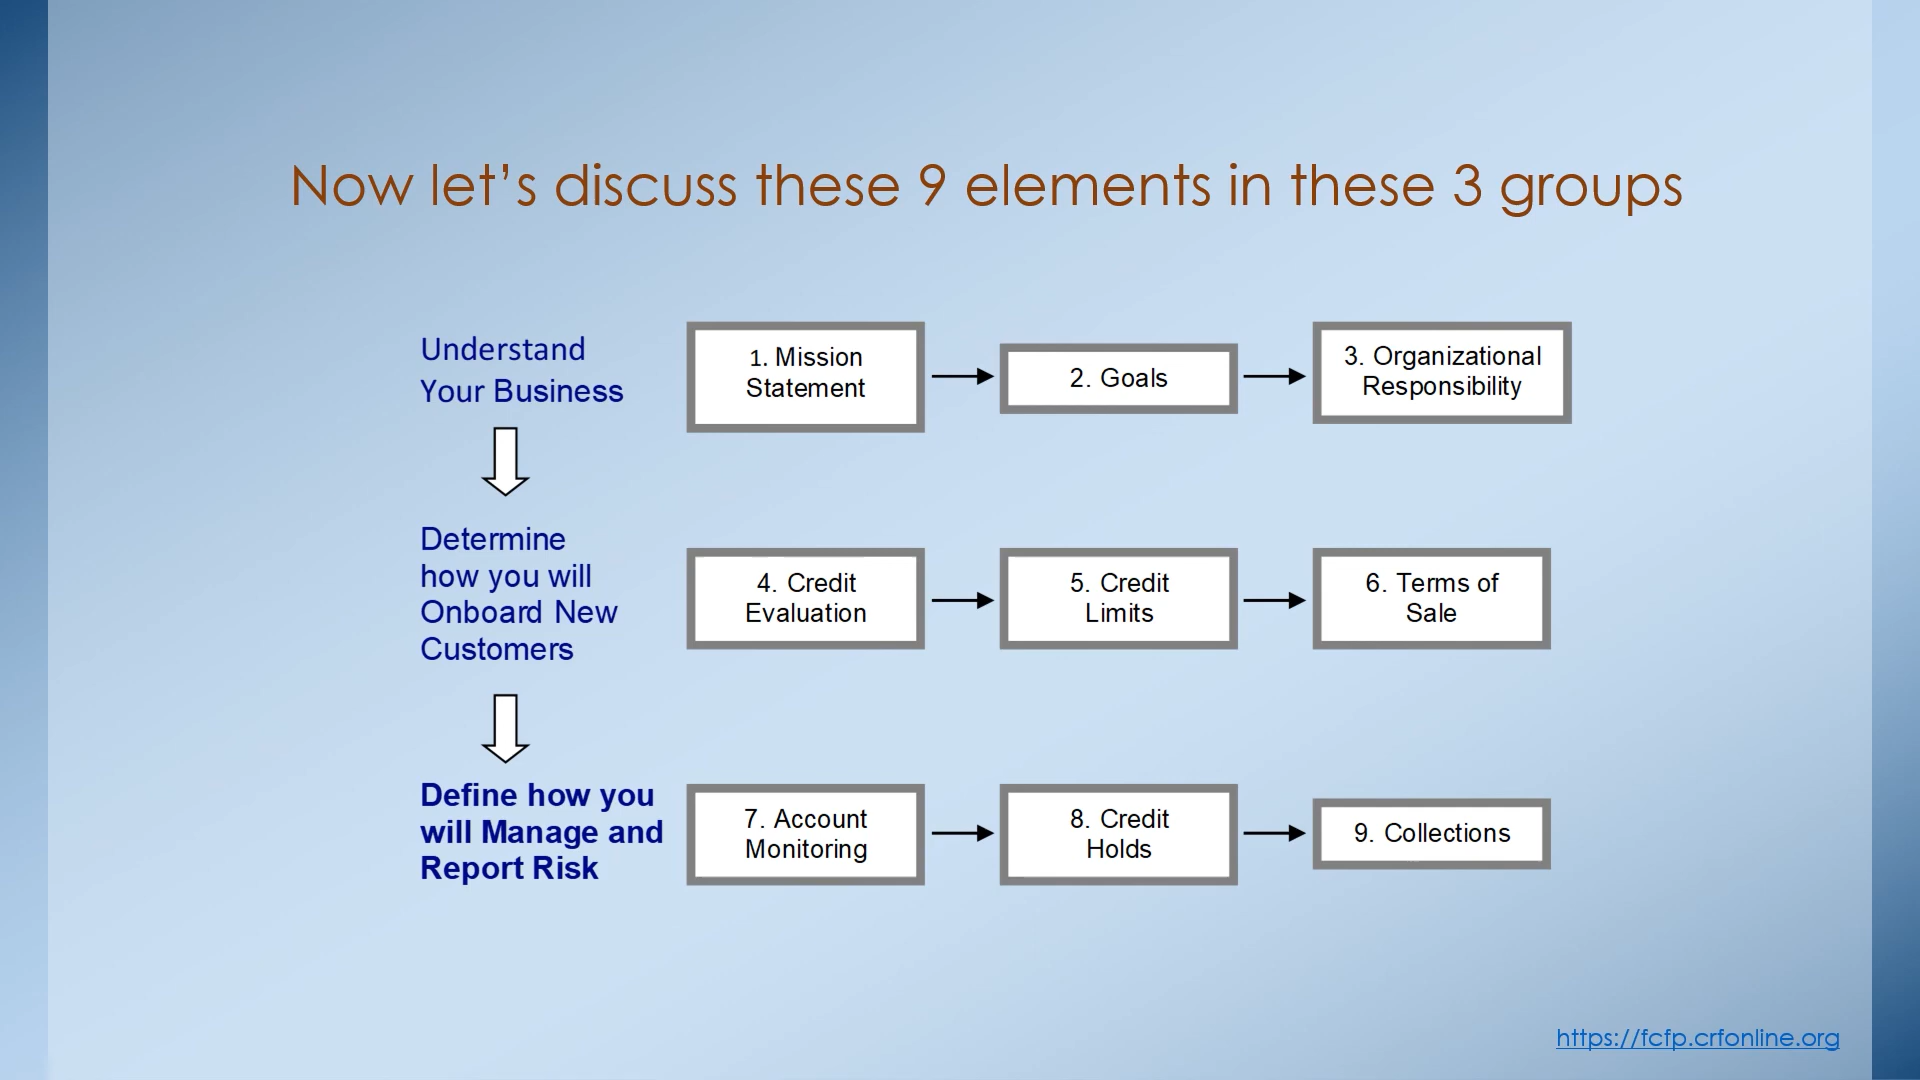 Now let’s discuss these 9 elements in these 3 groups
Understand
Your Business
1. Mission
Statement
2. Goals
3. Organizational
Responsibility
Determine
how you will
Onboard New
Customers
4. Credit
Evaluation
5. Credit
Limits
6. Terms of
Sale
Define how you
will Manage and
Report Risk
7. Account
Monitoring
8. Credit
Holds
9. Collections
https://fcfp.crfonline.org